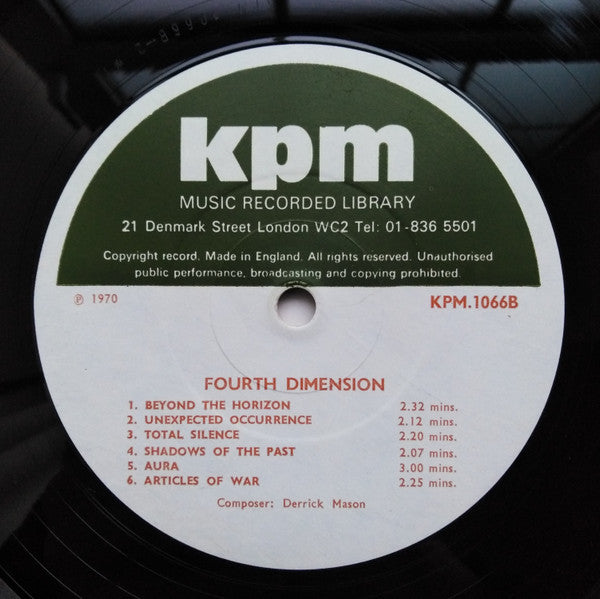 kpm
MUSIC RECORDED LIBRARY
21 Denmark Street London WC2 Tel: 01-836 5501
Copyright record. Made in England. All rights reserved. Unauthorised
public performance, broadcasting and copying prohibited.
℗ 1970 KPM.1066B
FOURTH DIMENSION
1. BEYOND THE HORIZON 2.32 mins.
2. UNEXPECTED OCCURRENCE 2.12 mins.
3. TOTAL SILENCE 2.20 mins.
4. SHADOWS OF THE PAST 2.07 mins.
5. AURA 3.00 mins.
6. ARTICLES OF WAR 2.25 mins.
Composer: Derrick Mason